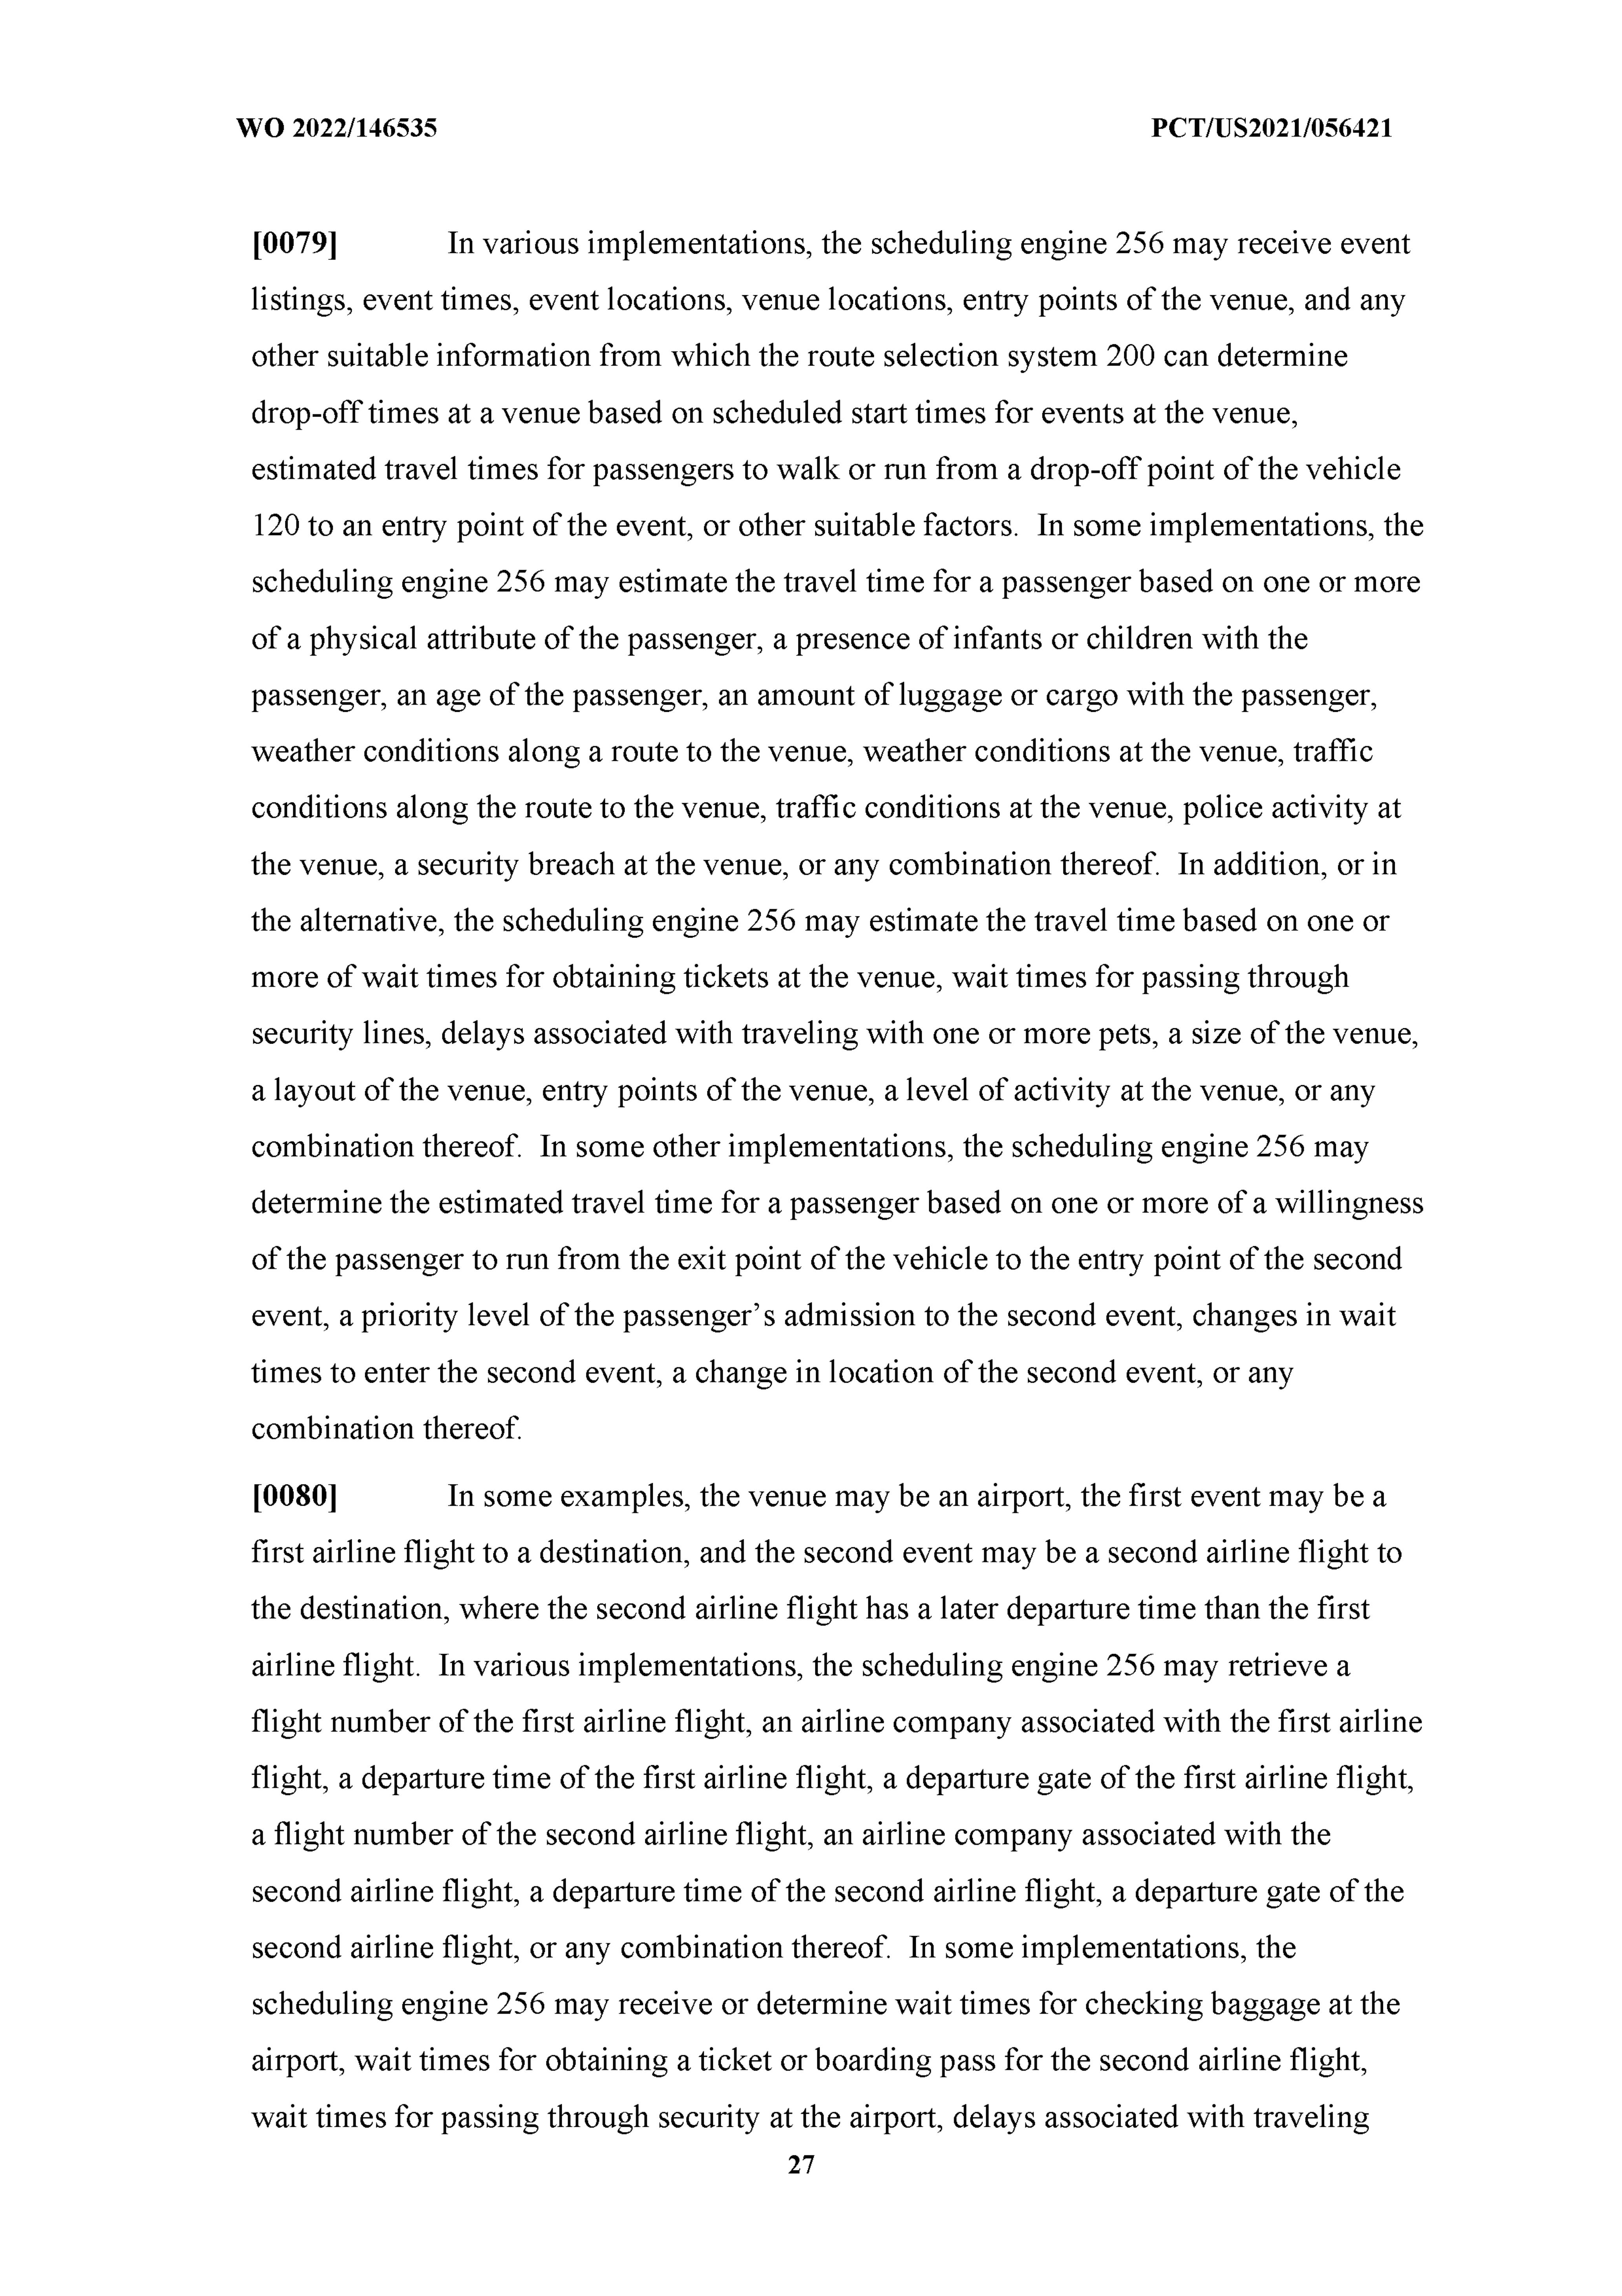 WO 2022/146535 PCT/US2021/056421
[0079] In various implementations, the scheduling engine 256 may receive event
listings, event times, event locations, venue locations, entry points of the venue, and any
other suitable information from which the route selection system 200 can determine
drop-off times at a venue based on scheduled start times for events at the venue,
estimated travel times for passengers to walk or run from a drop-off point of the vehicle
120 to an entry point of the event, or other suitable factors. In some implementations, the
scheduling engine 256 may estimate the travel time for a passenger based on one or more
of a physical attribute of the passenger, a presence of infants or children with the
passenger, an age of the passenger, an amount of luggage or cargo with the passenger,
weather conditions along a route to the venue, weather conditions at the venue, traffic
conditions along the route to the venue, traffic conditions at the venue, police activity at
the venue, a security breach at the venue, or any combination thereof. In addition, or in
the alternative, the scheduling engine 256 may estimate the travel time based on one or
more of wait times for obtaining tickets at the venue, wait times for passing through
security lines, delays associated with traveling with one or more pets, a size of the venue,
a layout of the venue, entry points of the venue, a level of activity at the venue, or any
combination thereof. In some other implementations, the scheduling engine 256 may
determine the estimated travel time for a passenger based on one or more of a willingness
of the passenger to run from the exit point of the vehicle to the entry point of the second
event, a priority level of the passenger’s admission to the second event, changes in wait
times to enter the second event, a change in location of the second event, or any
combination thereof.
[0080] In some examples, the venue may be an airport, the first event may be a
first airline flight to a destination, and the second event may be a second airline flight to
the destination, where the second airline flight has a later departure time than the first
airline flight. In various implementations, the scheduling engine 256 may retrieve a
flight number of the first airline flight, an airline company associated with the first airline
flight, a departure time of the first airline flight, a departure gate of the first airline flight,
a flight number of the second airline flight, an airline company associated with the
second airline flight, a departure time of the second airline flight, a departure gate of the
second airline flight, or any combination thereof. In some implementations, the
scheduling engine 256 may receive or determine wait times for checking baggage at the
airport, wait times for obtaining a ticket or boarding pass for the second airline flight,
wait times for passing through security at the airport, delays associated with traveling
27